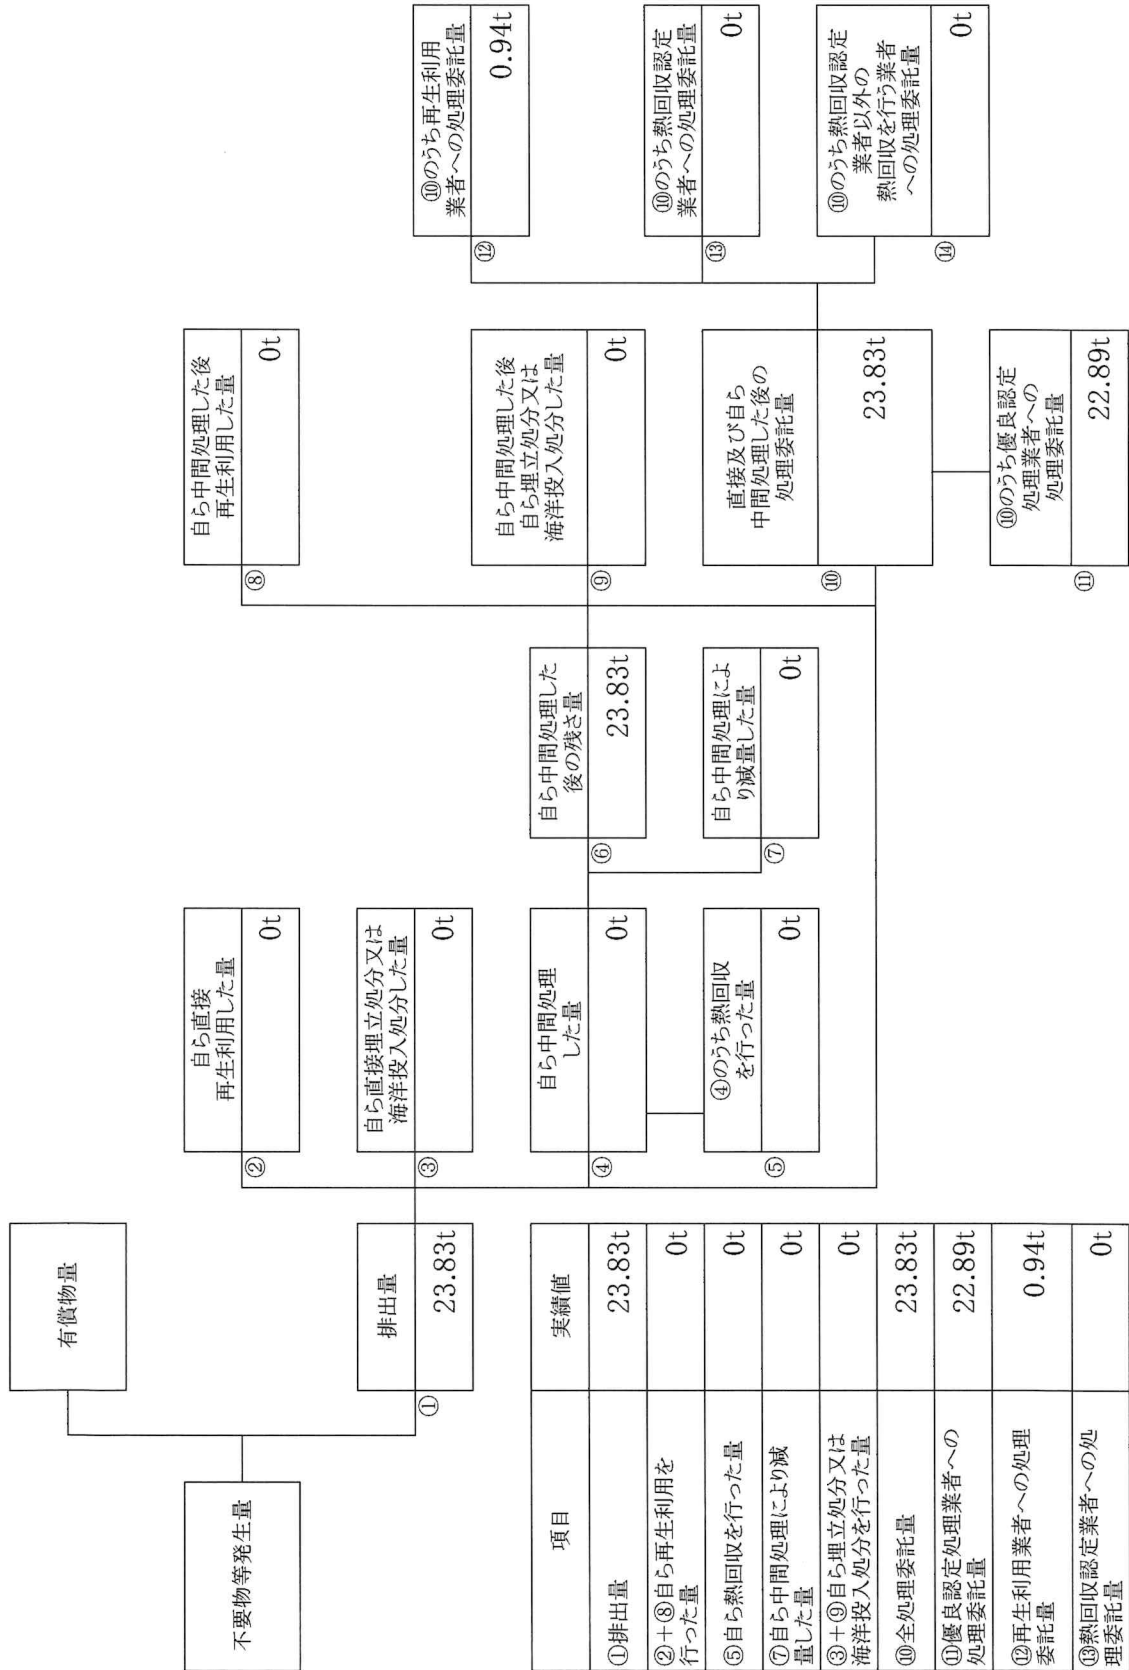 不要物等発生量
有償物量
①
排出量
23.83t
②
自ら直接
再生利用した量
0t
③
自ら直接埋立処分又は
海洋投入処分した量
0t
④
自ら中間処理
した量
0t
⑤
④のうち熱回収
を行った量
0t
⑥
自ら中間処理した
後の残さ量
23.83t
⑦
自ら中間処理によ
り減量した量
0t
⑧
自ら中間処理した後
再生利用した量
0t
⑨
自ら中間処理した後
自ら埋立処分又は
海洋投入処分した量
0t
⑩
直接及び自ら
中間処理した後の
処理委託量
23.83t
⑪
⑩のうち優良認定
処理業者への
処理委託量
22.89t
⑫
⑩のうち再生利用
業者への処理委託量
0.94t
⑬
⑩のうち熱回収認定
業者への処理委託量
0t
⑭
⑩のうち熱回収認定
業者以外の
熱回収を行う業者
への処理委託量
0t
項目
実績値
①排出量
23.83t
②+⑧自ら再生利用を
行った量
0t
⑤自ら熱回収を行った量
0t
⑦自ら中間処理により減
量した量
0t
③+⑨自ら埋立処分又は
海洋投入処分を行った量
0t
⑩全処理委託量
23.83t
⑪優良認定処理業者への
処理委託量
22.89t
⑫再生利用業者への処理
委託量
0.94t
⑬熱回収認定業者への処
理委託量
0t